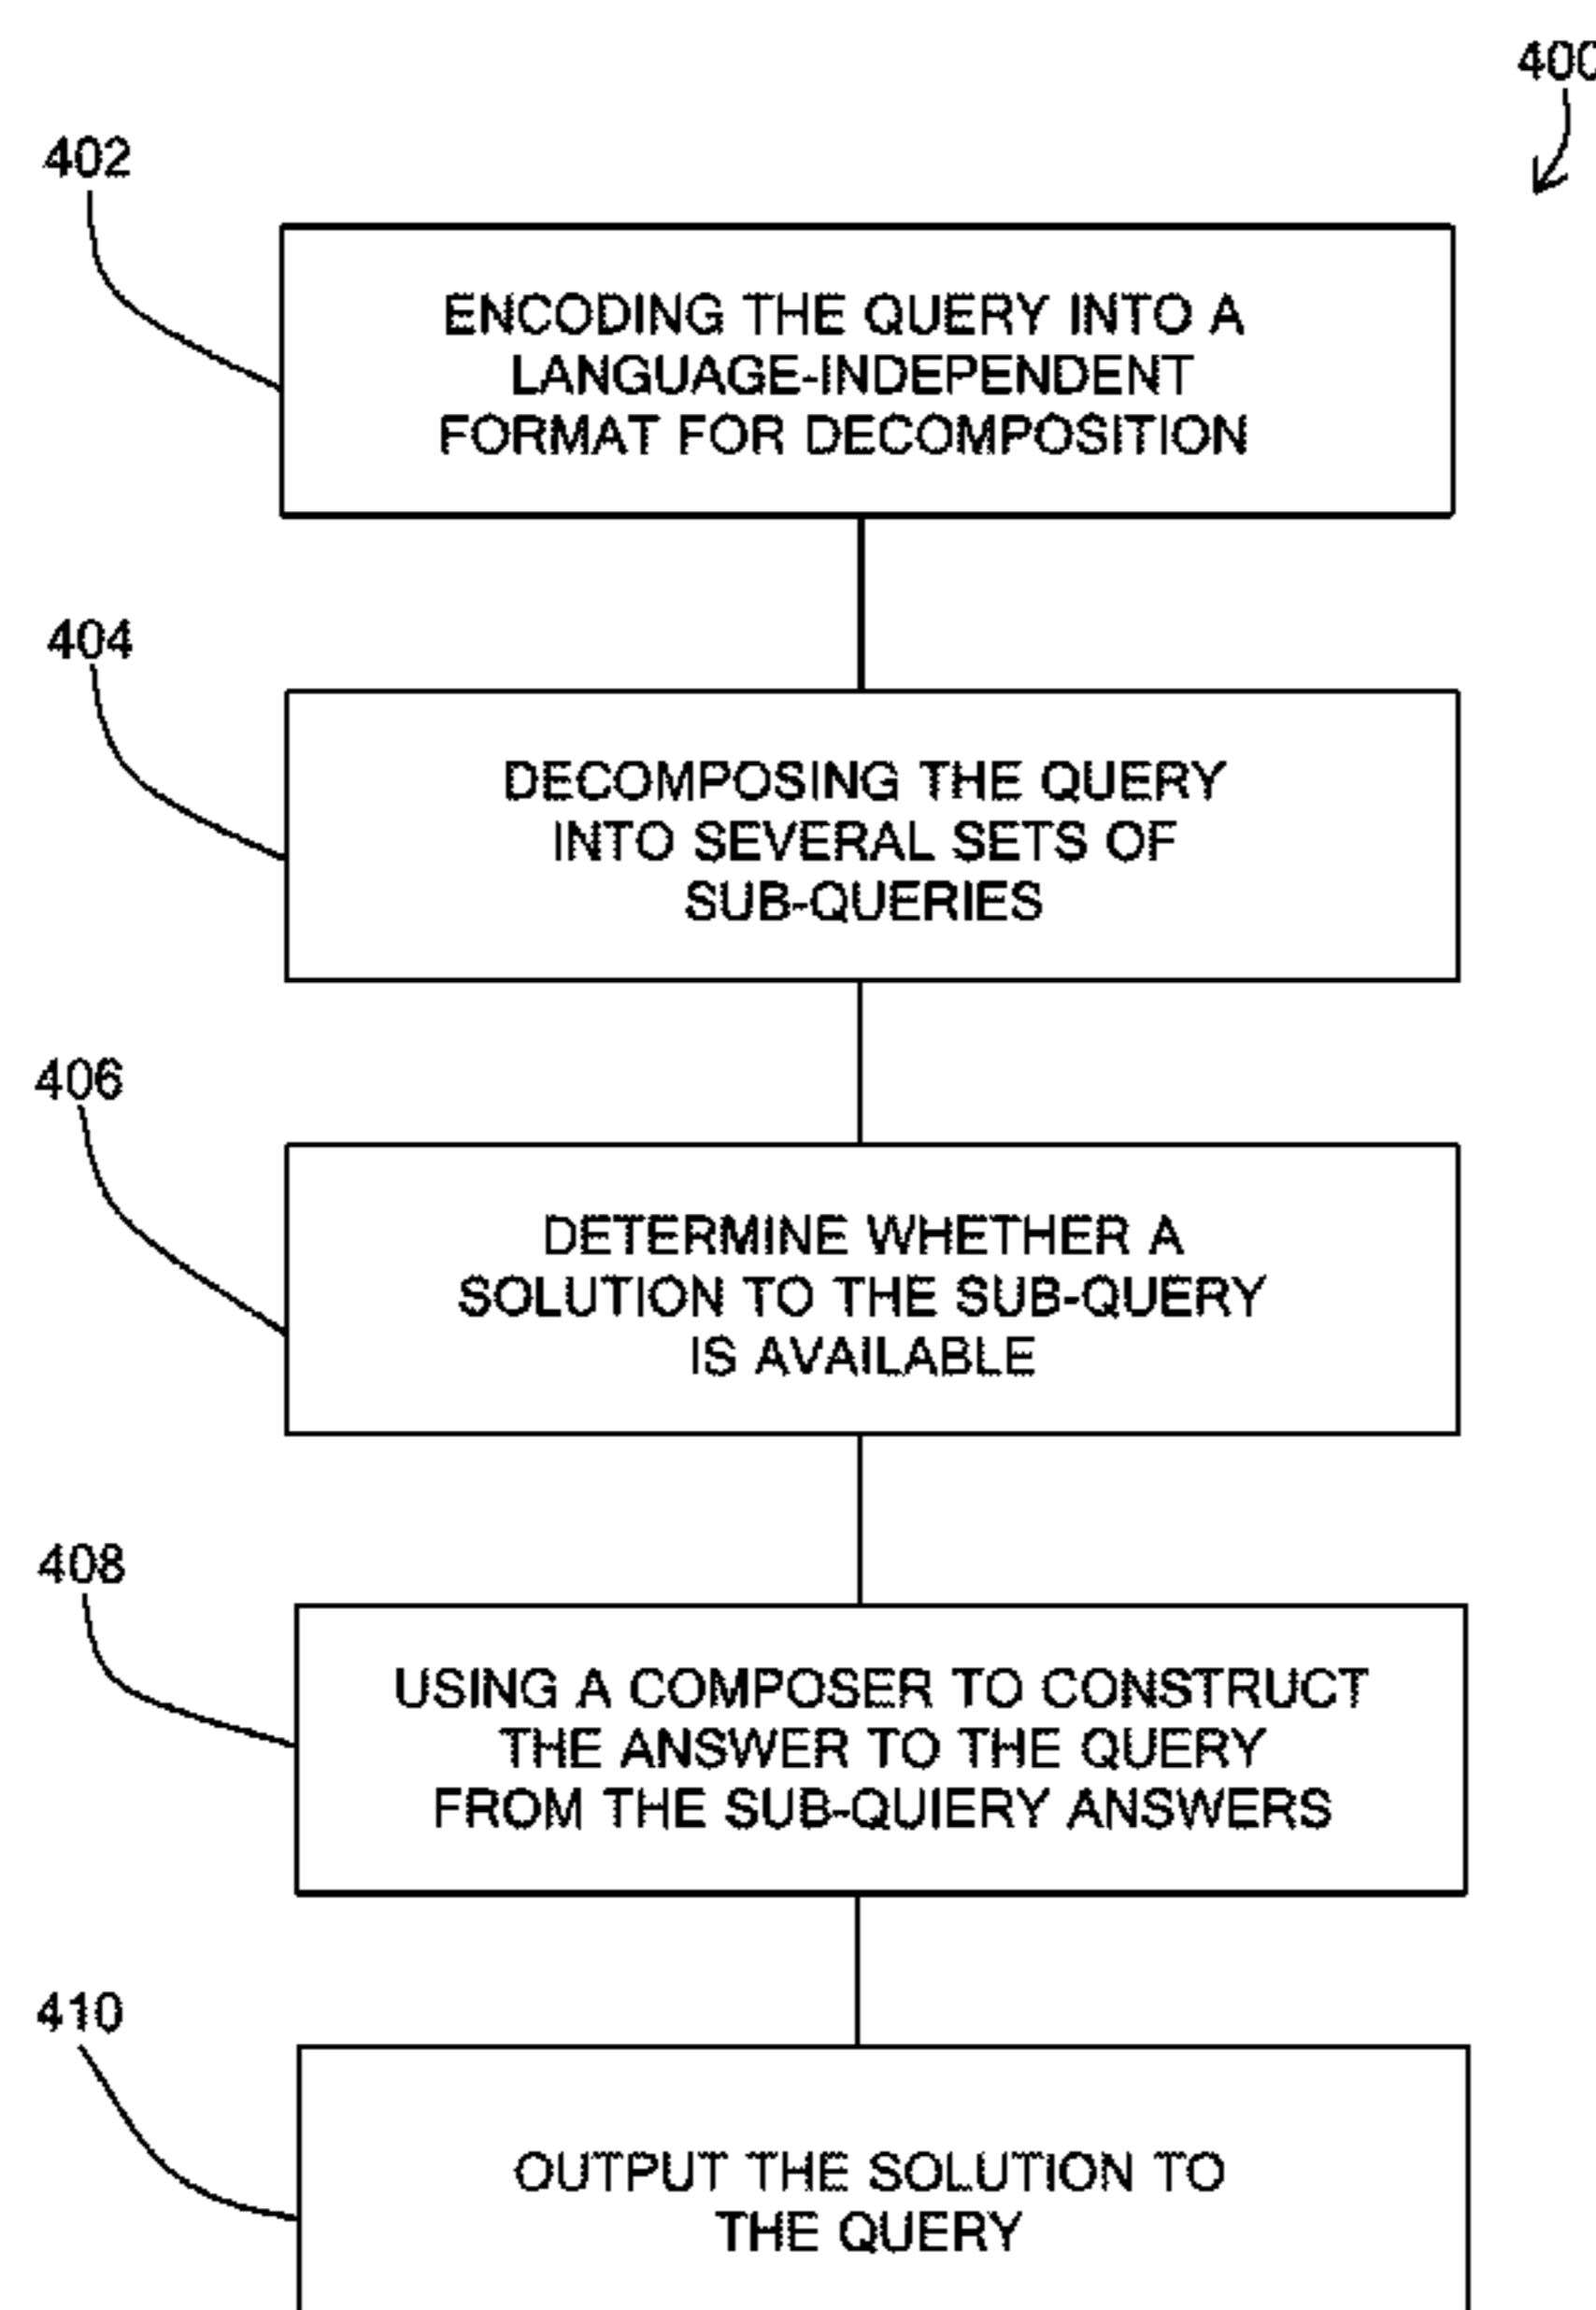 400
402
ENCODING THE QUERY INTO A
LANGUAGE-INDEPENDENT
FORMAT FOR DECOMPOSITION
404
DECOMPOSING THE QUERY
INTO SEVERAL SETS OF
SUB-QUERIES
406
DETERMINE WHETHER A
SOLUTION TO THE SUB-QUERY
IS AVAILABLE
408
USING A COMPOSER TO CONSTRUCT
THE ANSWER TO THE QUERY
FROM THE SUB-QUIERY ANSWERS
410
OUTPUT THE SOLUTION TO
THE QUERY